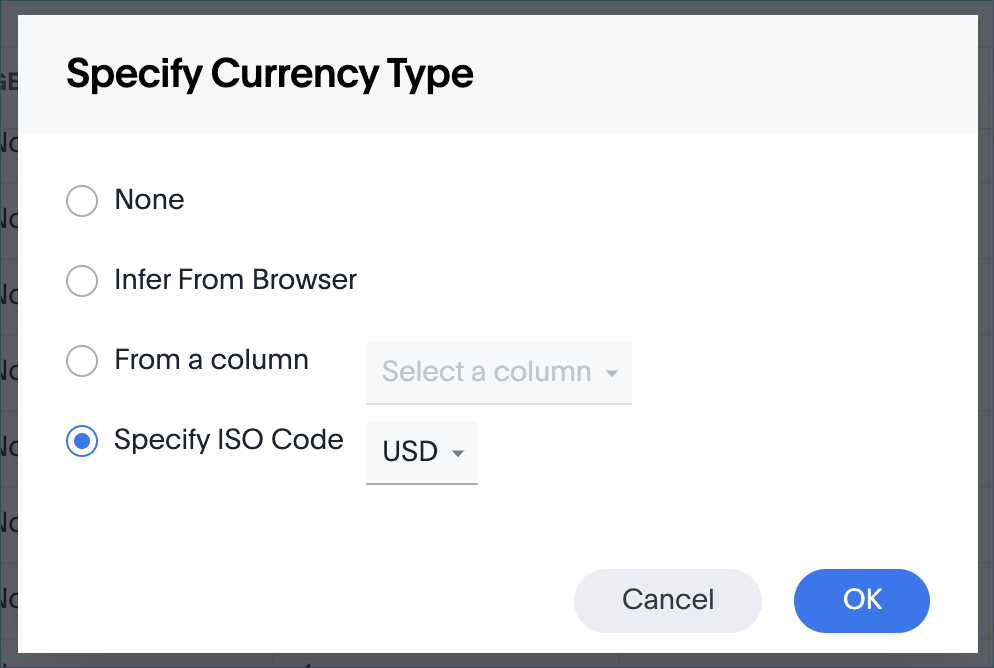 Specify Currency Type
None
Infer From Browser
From a column
Select a column
Specify ISO Code
USD
Cancel
OK